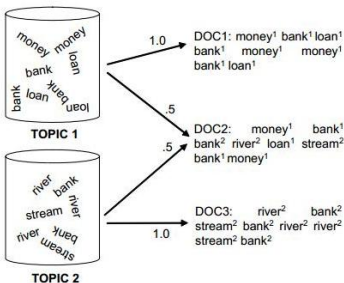 money money
loan
bank
bank
bank loan loan
TOPIC 1
river bank
river
stream
river bank
stream
TOPIC 2
1.0
.5
.5
1.0
DOC1: money¹ bank¹ loan¹
bank¹ money¹ money¹
bank¹ loan¹
DOC2: money¹ bank¹
bank² river² loan¹ stream²
bank¹ money¹
DOC3: river² bank²
stream² bank² river² river²
stream² bank²